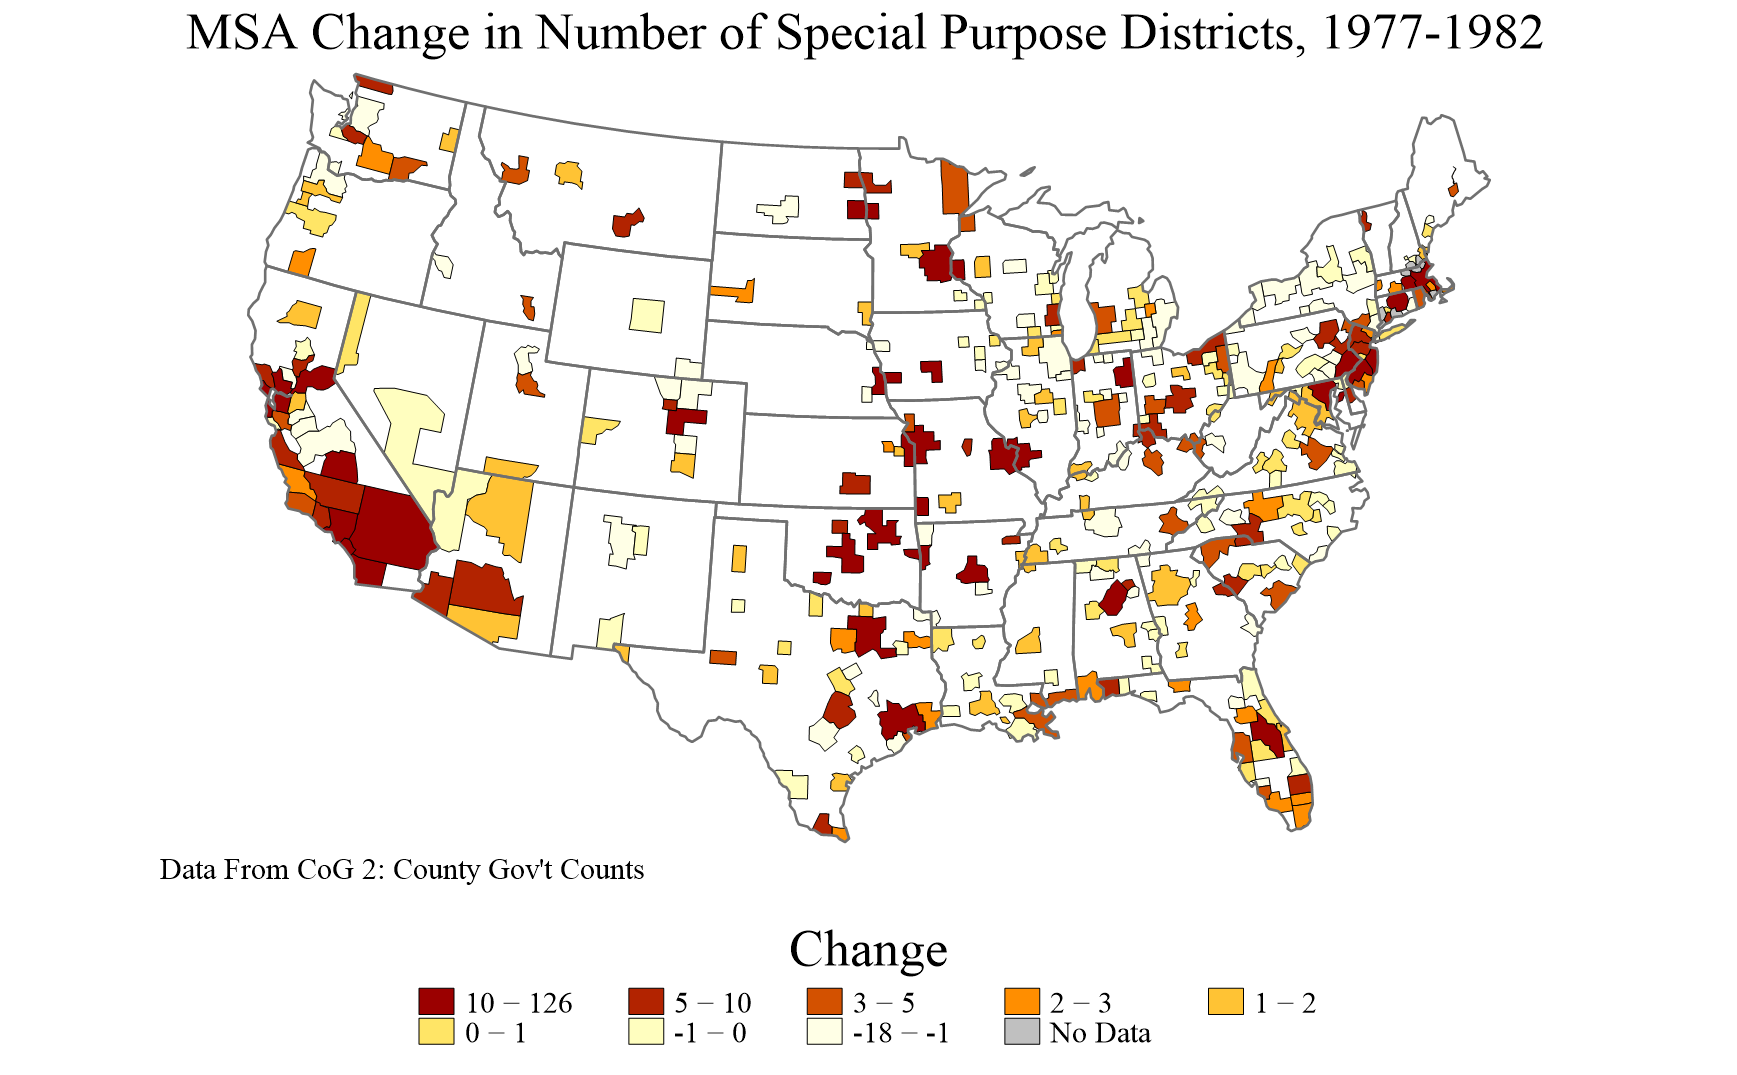 MSA Change in Number of Special Purpose Districts, 1977-1982
Data From CoG 2: County Gov't Counts
Change
10 – 126 5 – 10 3 – 5 2 – 3 1 – 2
0 – 1 -1 – 0 -18 – -1 No Data